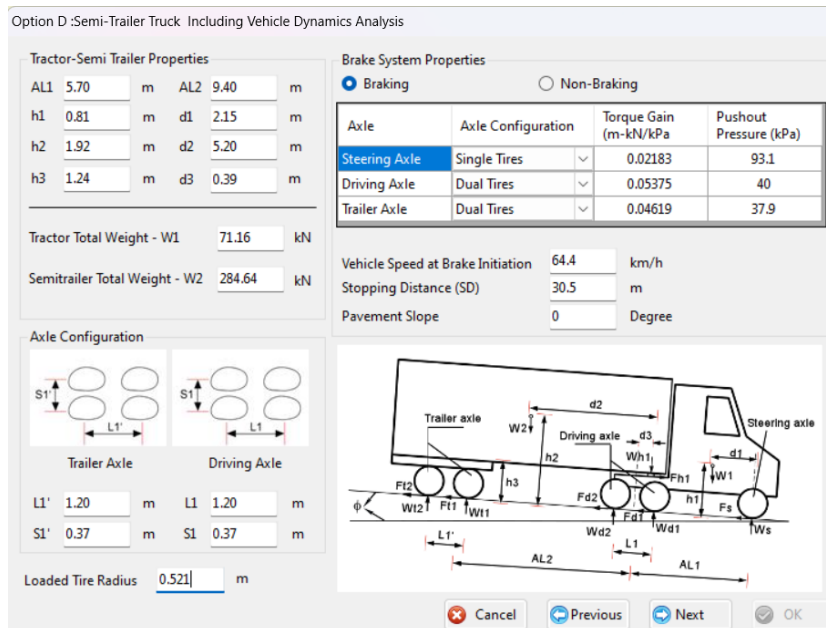 Option D :Semi-Trailer Truck Including Vehicle Dynamics Analysis
Tractor-Semi Trailer Properties
AL1 5.70 m AL2 9.40 m
h1 0.81 m d1 2.15 m
h2 1.92 m d2 5.20 m
h3 1.24 m d3 0.39 m
Tractor Total Weight - W1 71.16 kN
Semitrailer Total Weight - W2 284.64 kN
Brake System Properties
Braking Non-Braking
Axle Axle Configuration Torque Gain (m-kN/kPa Pushout Pressure (kPa)
Steering Axle Single Tires 0.02183 93.1
Driving Axle Dual Tires 0.05375 40
Trailer Axle Dual Tires 0.04619 37.9
Vehicle Speed at Brake Initiation 64.4 km/h
Stopping Distance (SD) 30.5 m
Pavement Slope 0 Degree
Axle Configuration
S1' L1' S1 L1
Trailer Axle Driving Axle
L1' 1.20 m L1 1.20 m
S1' 0.37 m S1 0.37 m
Loaded Tire Radius 0.521 m
d2
Trailer axle W2 Driving axle d3 Steering axle
h2 Wh1 d1
h3 Fh1 h1 W1
Ft2 Ft1 Fd2 Fd1 Fs
ϕ Wt2 Wt1 Wd2 Wd1 Ws
L1' L1
AL2 AL1
Cancel Previous Next OK